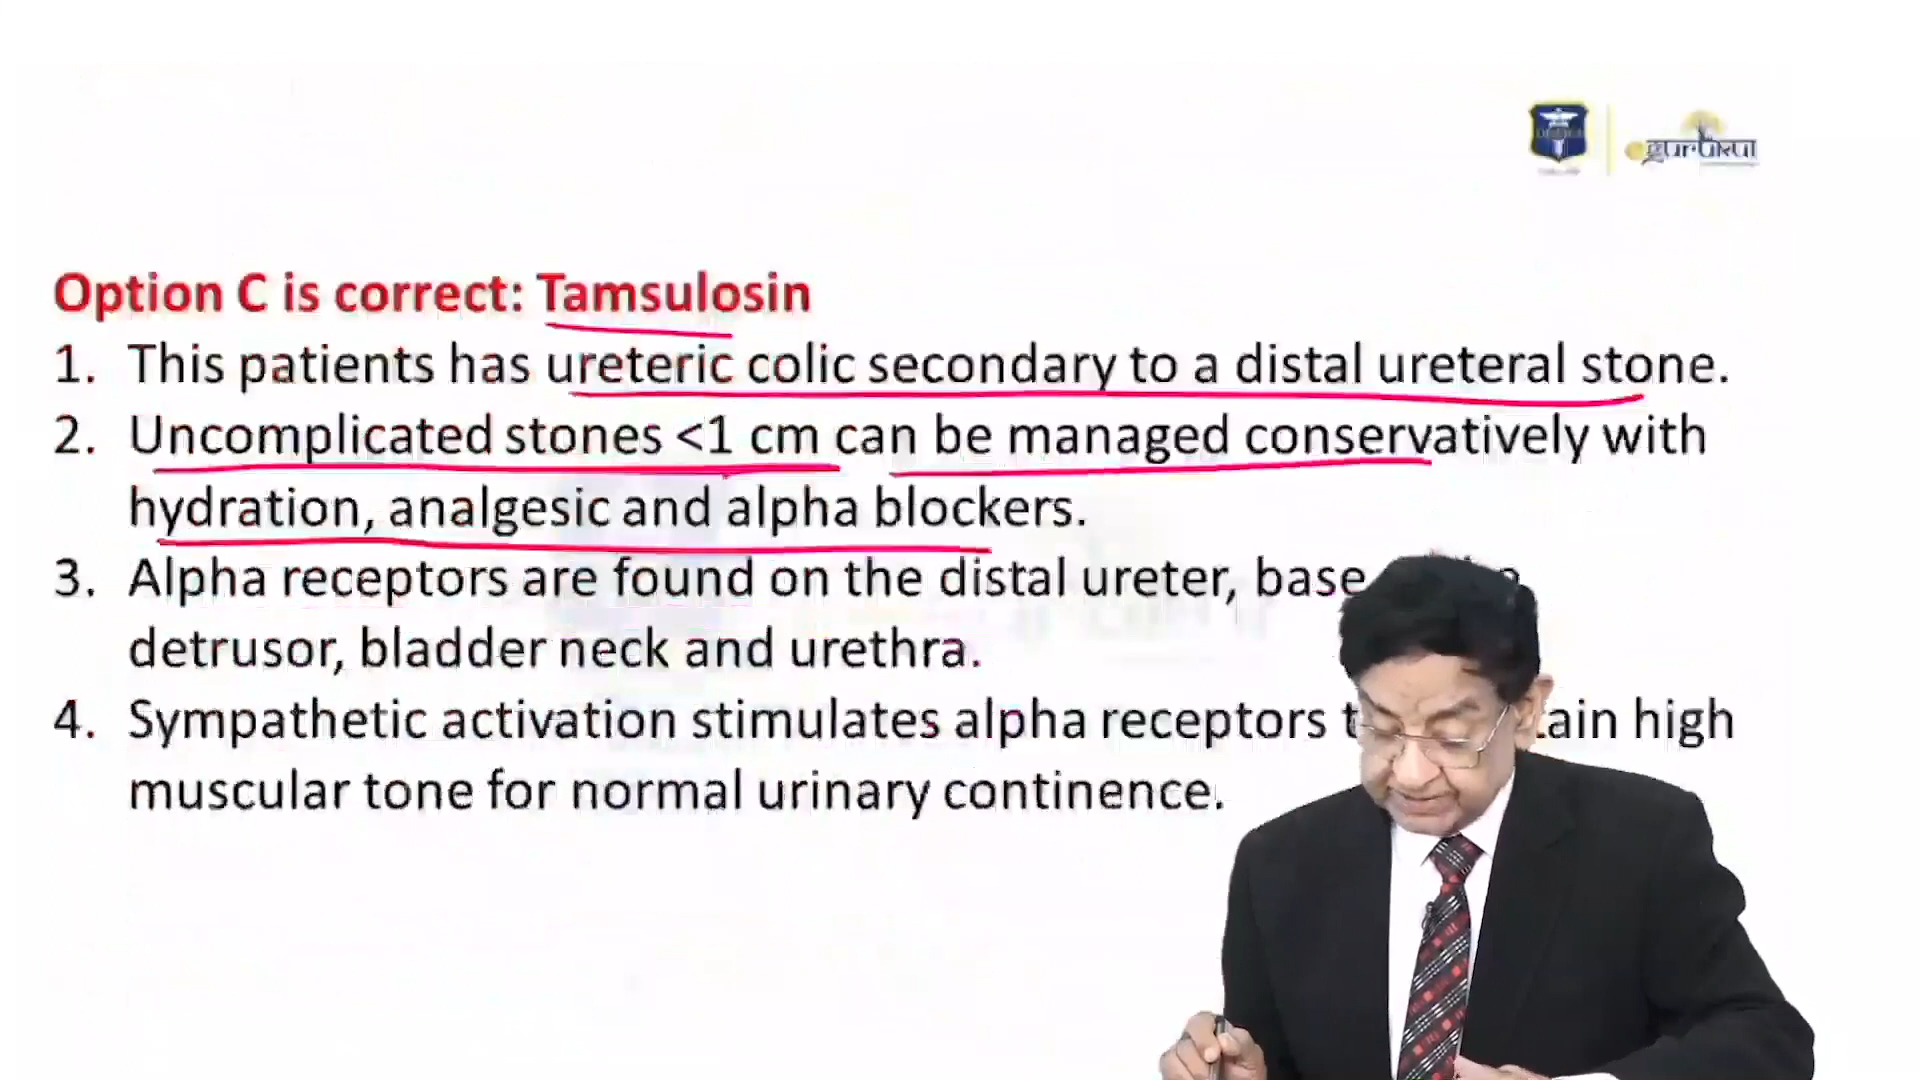 gurukul
Option C is correct: Tamsulosin
1. This patients has ureteric colic secondary to a distal ureteral stone.
2. Uncomplicated stones <1 cm can be managed conservatively with
hydration, analgesic and alpha blockers.
3. Alpha receptors are found on the distal ureter, base
detrusor, bladder neck and urethra.
4. Sympathetic activation stimulates alpha receptors high
muscular tone for normal urinary continence.